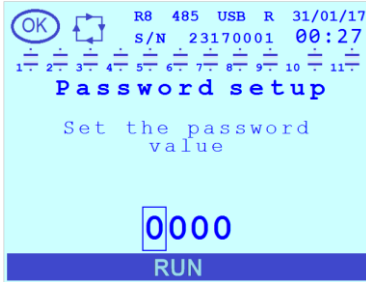 OK R8 485 USB R 31/01/17
S/N 23170001 00:27
1 2 3 4 5 6 7 8 9 10 11
Password setup
Set the password
value
0000
RUN